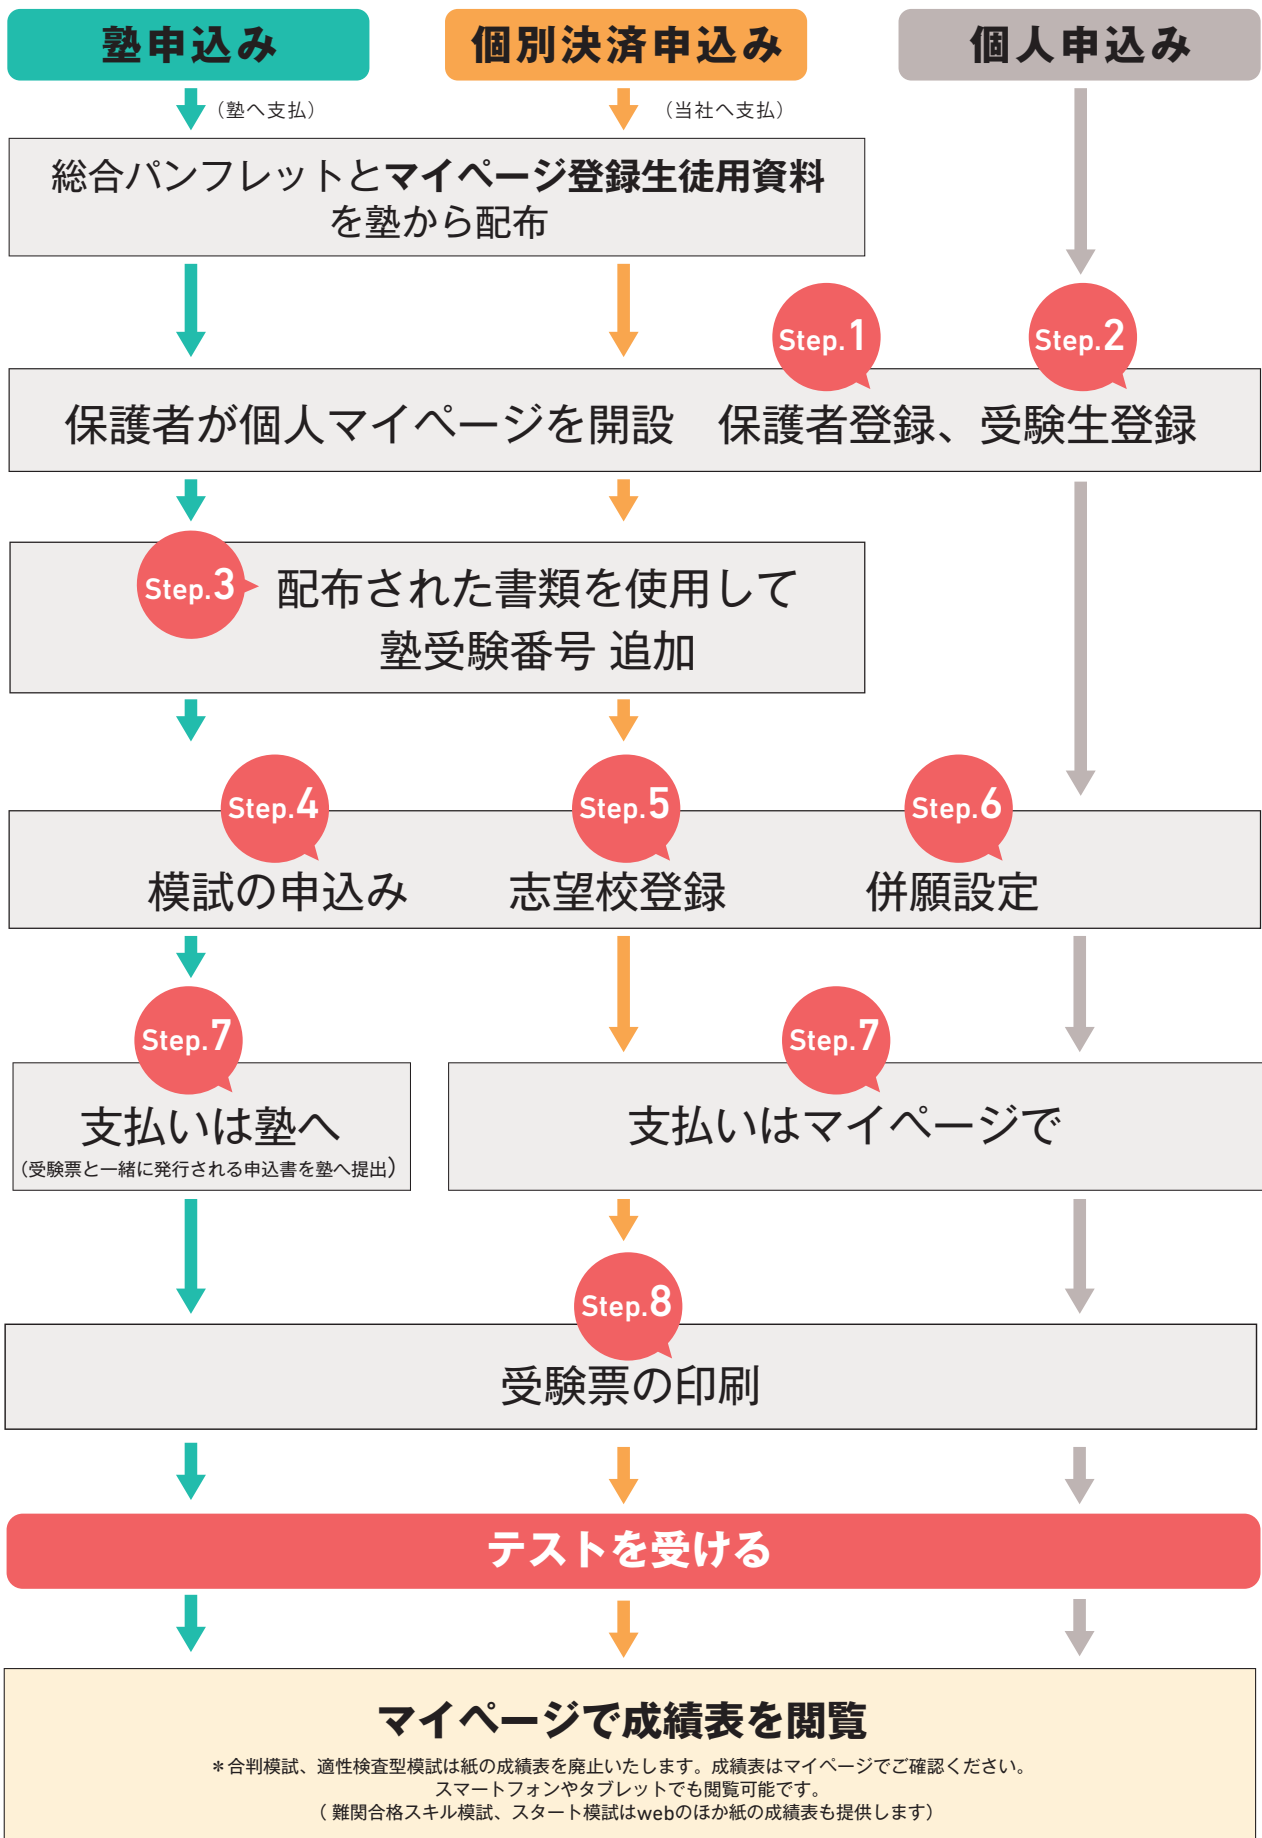 塾申込み
個別決済申込み
個人申込み
（塾へ支払）
（当社へ支払）
総合パンフレットとマイページ登録生徒用資料
を塾から配布
Step.1
Step.2
保護者が個人マイページを開設　保護者登録、受験生登録
Step.3
配布された書類を使用して
塾受験番号 追加
Step.4
Step.5
Step.6
模試の申込み
志望校登録
併願設定
Step.7
Step.7
支払いは塾へ
（受験票と一緒に発行される申込書を塾へ提出）
支払いはマイページで
Step.8
受験票の印刷
テストを受ける
マイページで成績表を閲覧
＊合判模試、適性検査型模試は紙の成績表を廃止いたします。成績表はマイページでご確認ください。
スマートフォンやタブレットでも閲覧可能です。
（ 難関合格スキル模試、スタート模試はwebのほか紙の成績表も提供します）